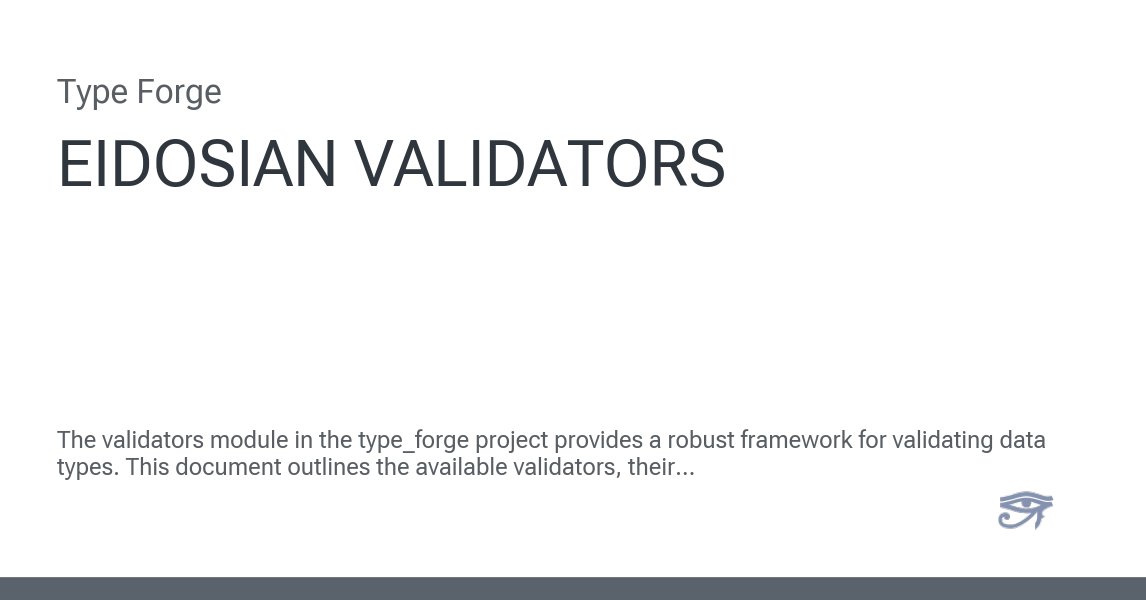 Type Forge
EIDOSIAN VALIDATORS
The validators module in the type_forge project provides a robust framework for validating data
types. This document outlines the available validators, their...